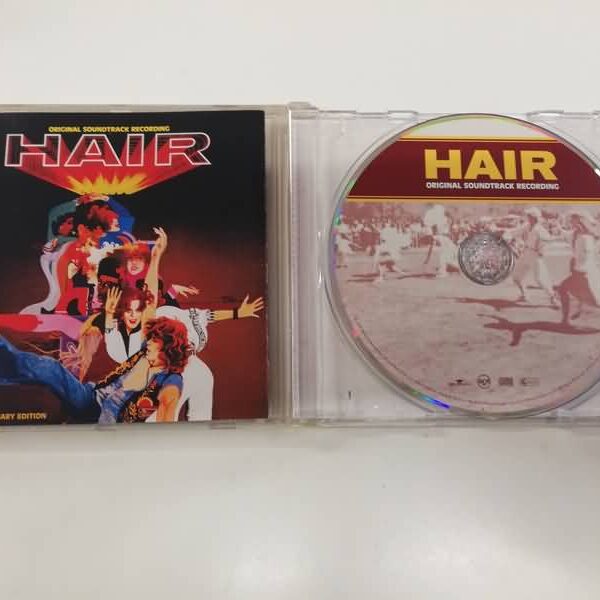 ORIGINAL SOUNDTRACK RECORDING
HAIR
ARY EDITION
HAIR
ORIGINAL SOUNDTRACK RECORDING